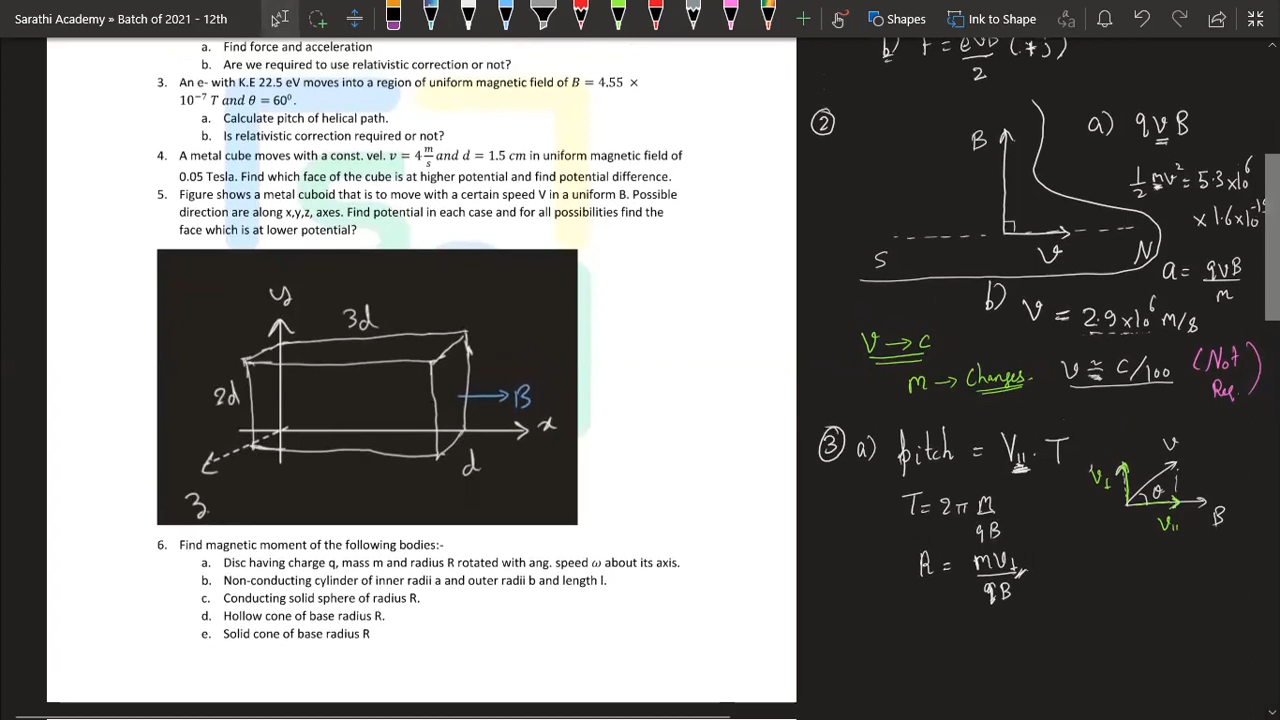 Sarathi Academy » Batch of 2021 - 12th
Shapes
Ink to Shape
a. Find force and acceleration
b. Are we required to use relativistic correction or not?
3. An e- with K.E 22.5 eV moves into a region of uniform magnetic field of B = 4.55 ×
10⁻⁷ T and θ = 60⁰.
a. Calculate pitch of helical path.
b. Is relativistic correction required or not?
4. A metal cube moves with a const. vel. v = 4 m/s and d = 1.5 cm in uniform magnetic field of
0.05 Tesla. Find which face of the cube is at higher potential and find potential difference.
5. Figure shows a metal cuboid that is to move with a certain speed V in a uniform B. Possible
direction are along x,y,z, axes. Find potential in each case and for all possibilities find the
face which is at lower potential?
y
3d
2d
B
x
d
z
6. Find magnetic moment of the following bodies:-
a. Disc having charge q, mass m and radius R rotated with ang. speed ω about its axis.
b. Non-conducting cylinder of inner radii a and outer radii b and length l.
c. Conducting solid sphere of radius R.
d. Hollow cone of base radius R.
e. Solid cone of base radius R
b) F = evB/2
②
B
v
S
N
a) qvB
1/2 mv² = 5.3×10⁶
× 1.6×10⁻¹⁹
a = qvB/m
b) v = 2.9×10⁶ m/s
v → c
m → Changes.
v ≅ c/100 (Not Req.)
③ a) pitch = V∥ . T
T = 2π m/qB
R = mv⊥/qB
v
V⊥
θ
V∥
B